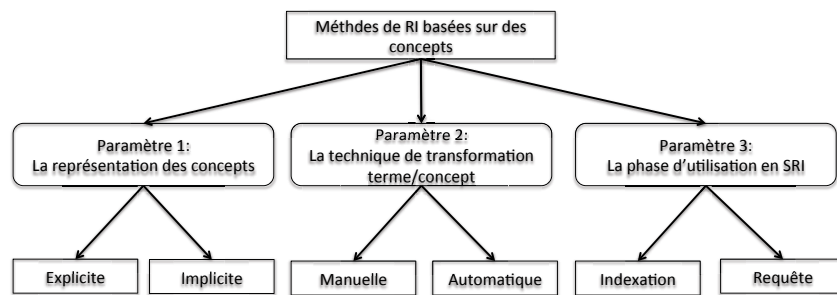 Méthdes de RI basées sur des
concepts
Paramètre 1:
La représentation des concepts
Paramètre 2:
La technique de transformation
terme/concept
Paramètre 3:
La phase d'utilisation en SRI
Explicite
Implicite
Manuelle
Automatique
Indexation
Requête